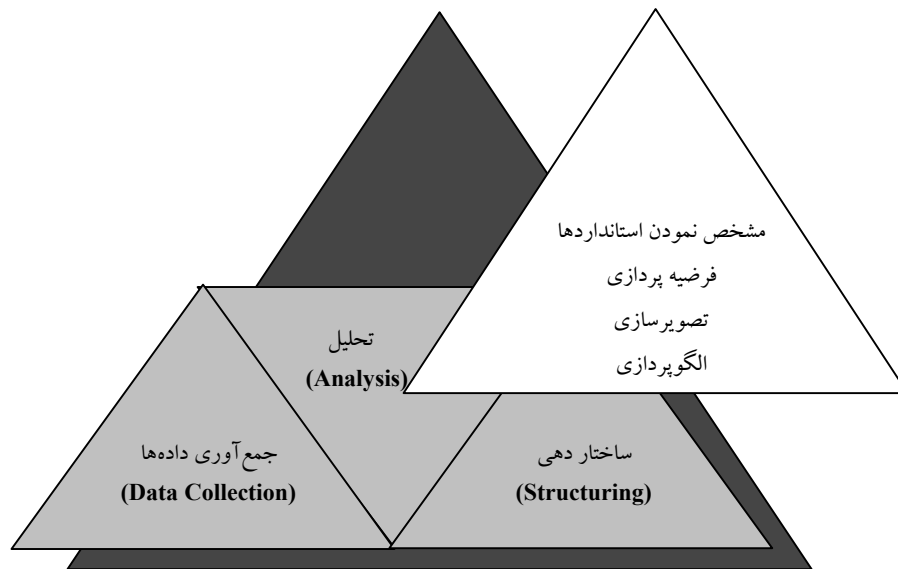 مشخص نمودن استانداردها
فرضیه پردازی
تصویرسازی
الگوپردازی
تحلیل
(Analysis)
ساختار دهی
(Structuring)
جمع‌آوری داده‌ها
(Data Collection)